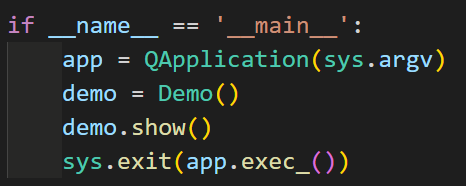 if __name__ == '__main__':
    app = QApplication(sys.argv)
    demo = Demo()
    demo.show()
    sys.exit(app.exec_())